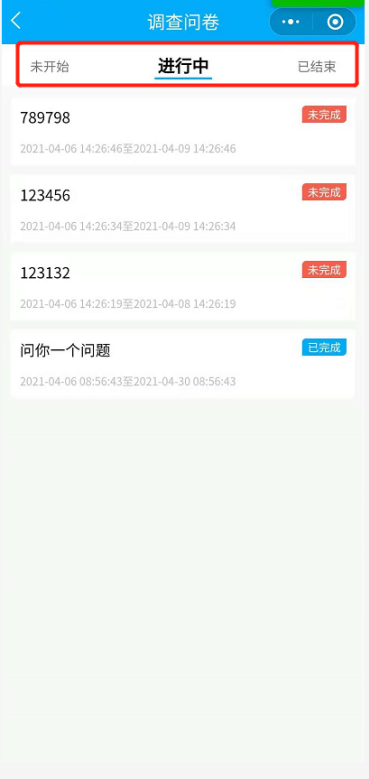 调查问卷
未开始 进行中 已结束
789798 未完成
2021-04-06 14:26:46至2021-04-09 14:26:46
123456 未完成
2021-04-06 14:26:34至2021-04-09 14:26:34
123132 未完成
2021-04-06 14:26:19至2021-04-08 14:26:19
问你一个问题 已完成
2021-04-06 08:56:43至2021-04-30 08:56:43